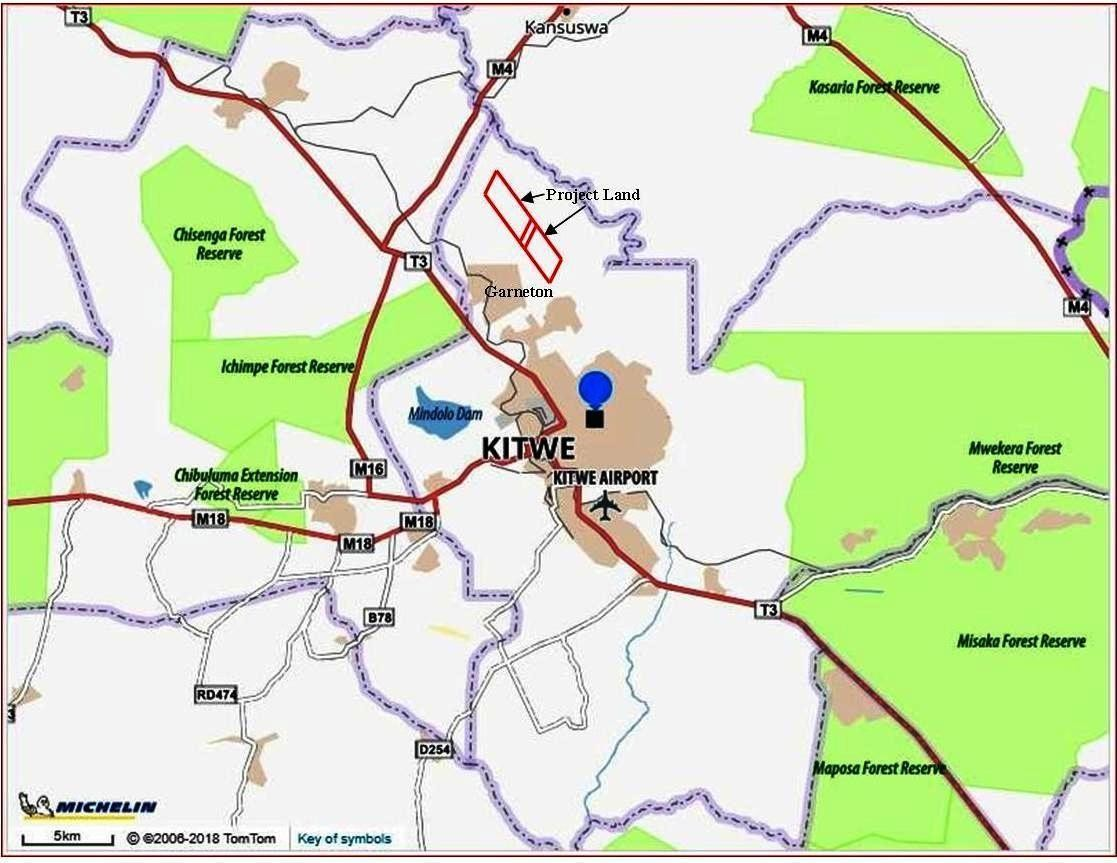 T3
Kansuswa
M4
M4
Kasaria Forest Reserve
Project Land
Chisenga Forest
Reserve
T3
Garneton
M4
Ichimpe Forest Reserve
Mindolo Dam
KITWE
Mwekera Forest
Reserve
M16
KITWE AIRPORT
Chibuluma Extension
Forest Reserve
M18
M18
M18
T3
B78
Misaka Forest Reserve
RD474
D254
Maposa Forest Reserve
MICHELIN
5km
© ©2006-2018 TomTom
Key of symbols